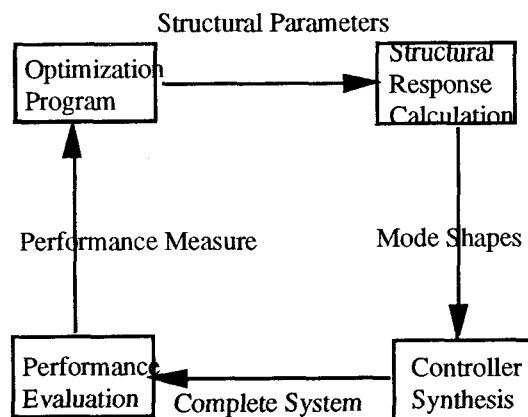 Structural Parameters
Optimization
Program
Structural
Response
Calculation
Performance Measure
Mode Shapes
Performance
Evaluation
Complete System
Controller
Synthesis